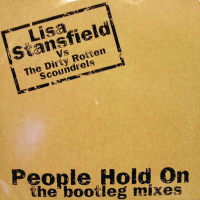 Lisa
Stansfield
Vs
The Dirty Rotten
Scoundrels
People Hold On
the bootleg mixes